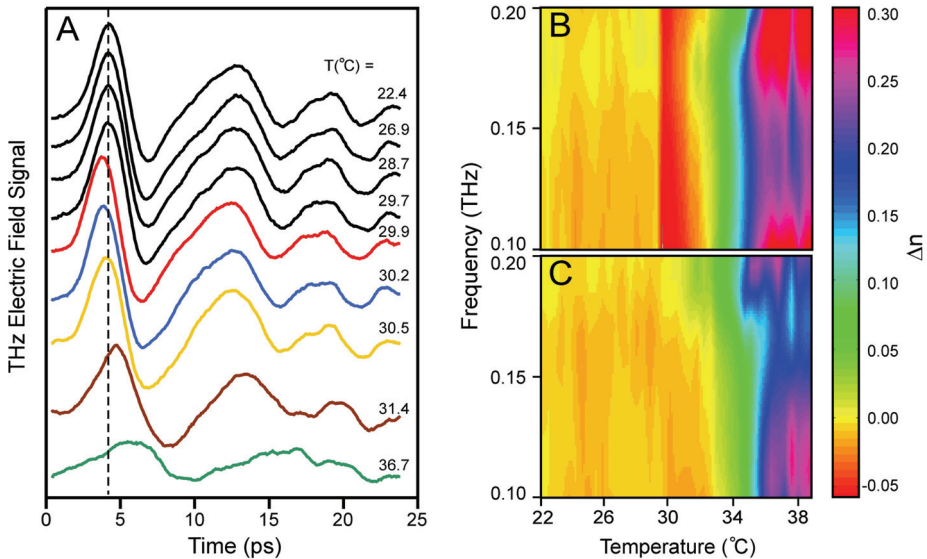 A
T(°C) =
22.4
26.9
28.7
29.7
29.9
30.2
30.5
31.4
36.7
THz Electric Field Signal
0 5 10 15 20 25
Time (ps)
B
0.20
0.15
0.10
C
0.20
0.15
0.10
Frequency (THz)
22 26 30 34 38
Temperature (℃)
0.30
0.25
0.20
0.15
0.10
0.05
0.00
-0.05
Δn